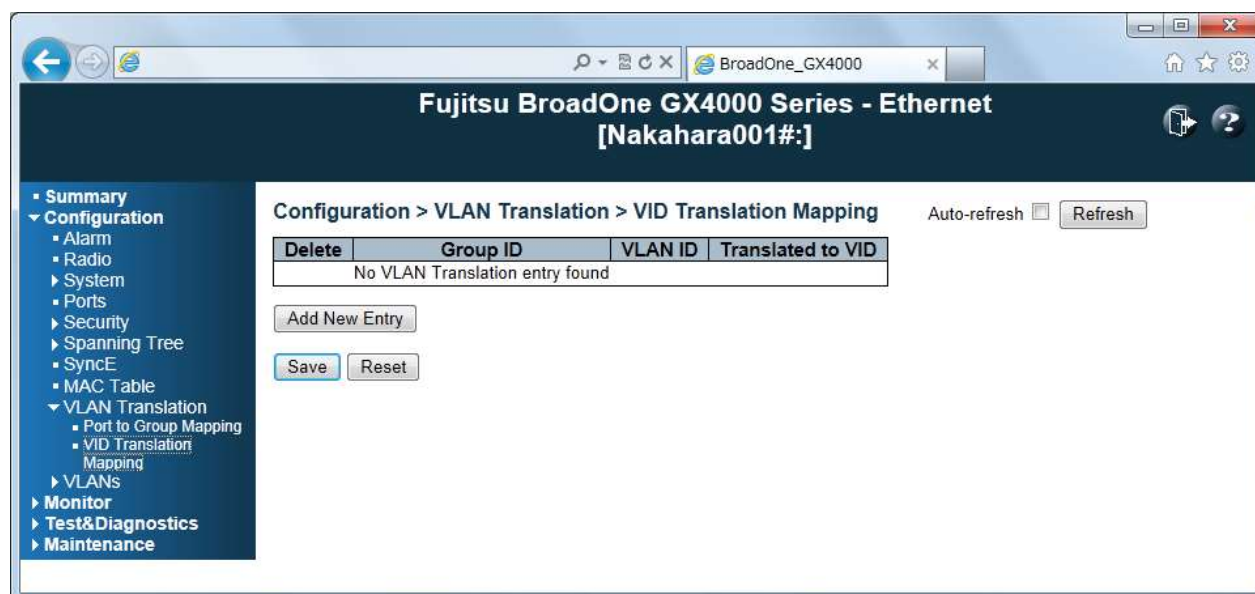 BroadOne_GX4000
Fujitsu BroadOne GX4000 Series - Ethernet
[Nakahara001#:]
Summary
Configuration
Alarm
Radio
System
Ports
Security
Spanning Tree
SyncE
MAC Table
VLAN Translation
Port to Group Mapping
VID Translation
Mapping
VLANs
Monitor
Test&Diagnostics
Maintenance
Configuration > VLAN Translation > VID Translation Mapping
Auto-refresh Refresh
Delete Group ID VLAN ID Translated to VID
No VLAN Translation entry found
Add New Entry
Save Reset